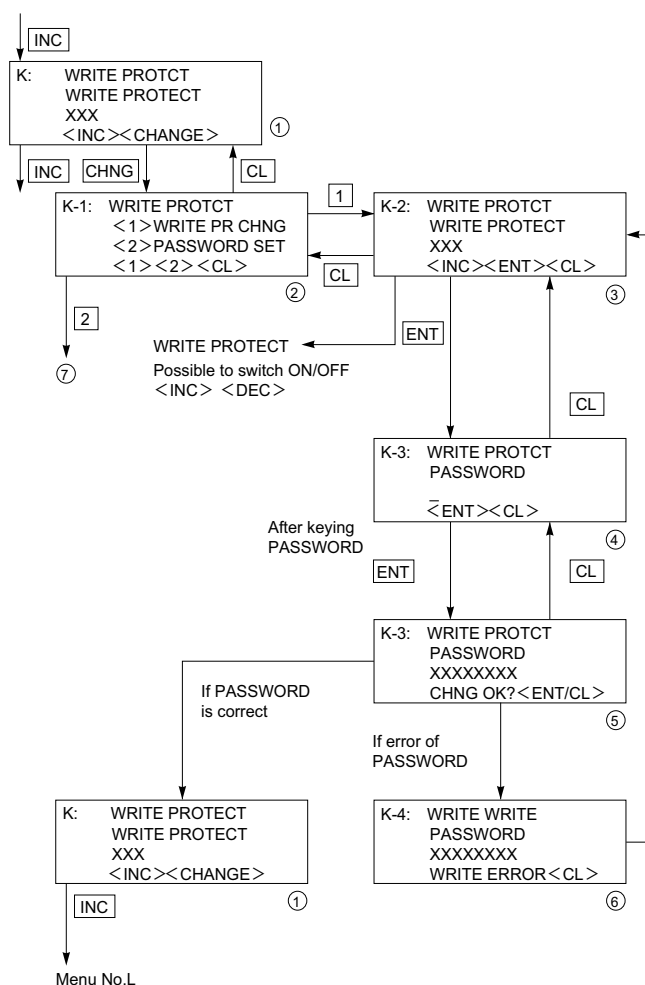 INC
K: WRITE PROTCT
WRITE PROTECT
XXX
<INC><CHANGE>
①
INC
CHNG
CL
K-1: WRITE PROTCT
<1>WRITE PR CHNG
<2>PASSWORD SET
<1><2><CL>
②
1
CL
K-2: WRITE PROTCT
WRITE PROTECT
XXX
<INC><ENT><CL>
③
2
⑦
WRITE PROTECT
Possible to switch ON/OFF
<INC> <DEC>
ENT
CL
K-3: WRITE PROTCT
PASSWORD
_
<ENT><CL>
④
After keying
PASSWORD
ENT
CL
K-3: WRITE PROTCT
PASSWORD
XXXXXXXX
CHNG OK?<ENT/CL>
⑤
If PASSWORD
is correct
If error of
PASSWORD
K: WRITE PROTECT
WRITE PROTECT
XXX
<INC><CHANGE>
①
K-4: WRITE WRITE
PASSWORD
XXXXXXXX
WRITE ERROR<CL>
⑥
INC
Menu No.L